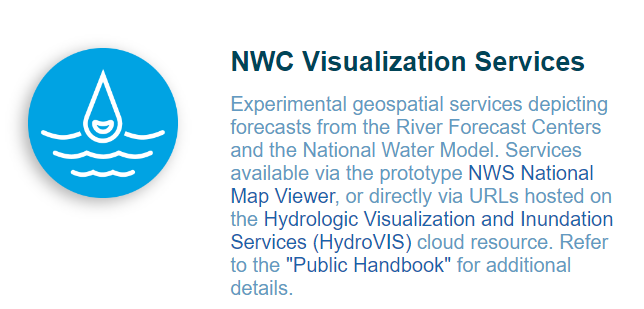 NWC Visualization Services
Experimental geospatial services depicting
forecasts from the River Forecast Centers
and the National Water Model. Services
available via the prototype NWS National
Map Viewer, or directly via URLs hosted on
the Hydrologic Visualization and Inundation
Services (HydroVIS) cloud resource. Refer
to the "Public Handbook" for additional
details.